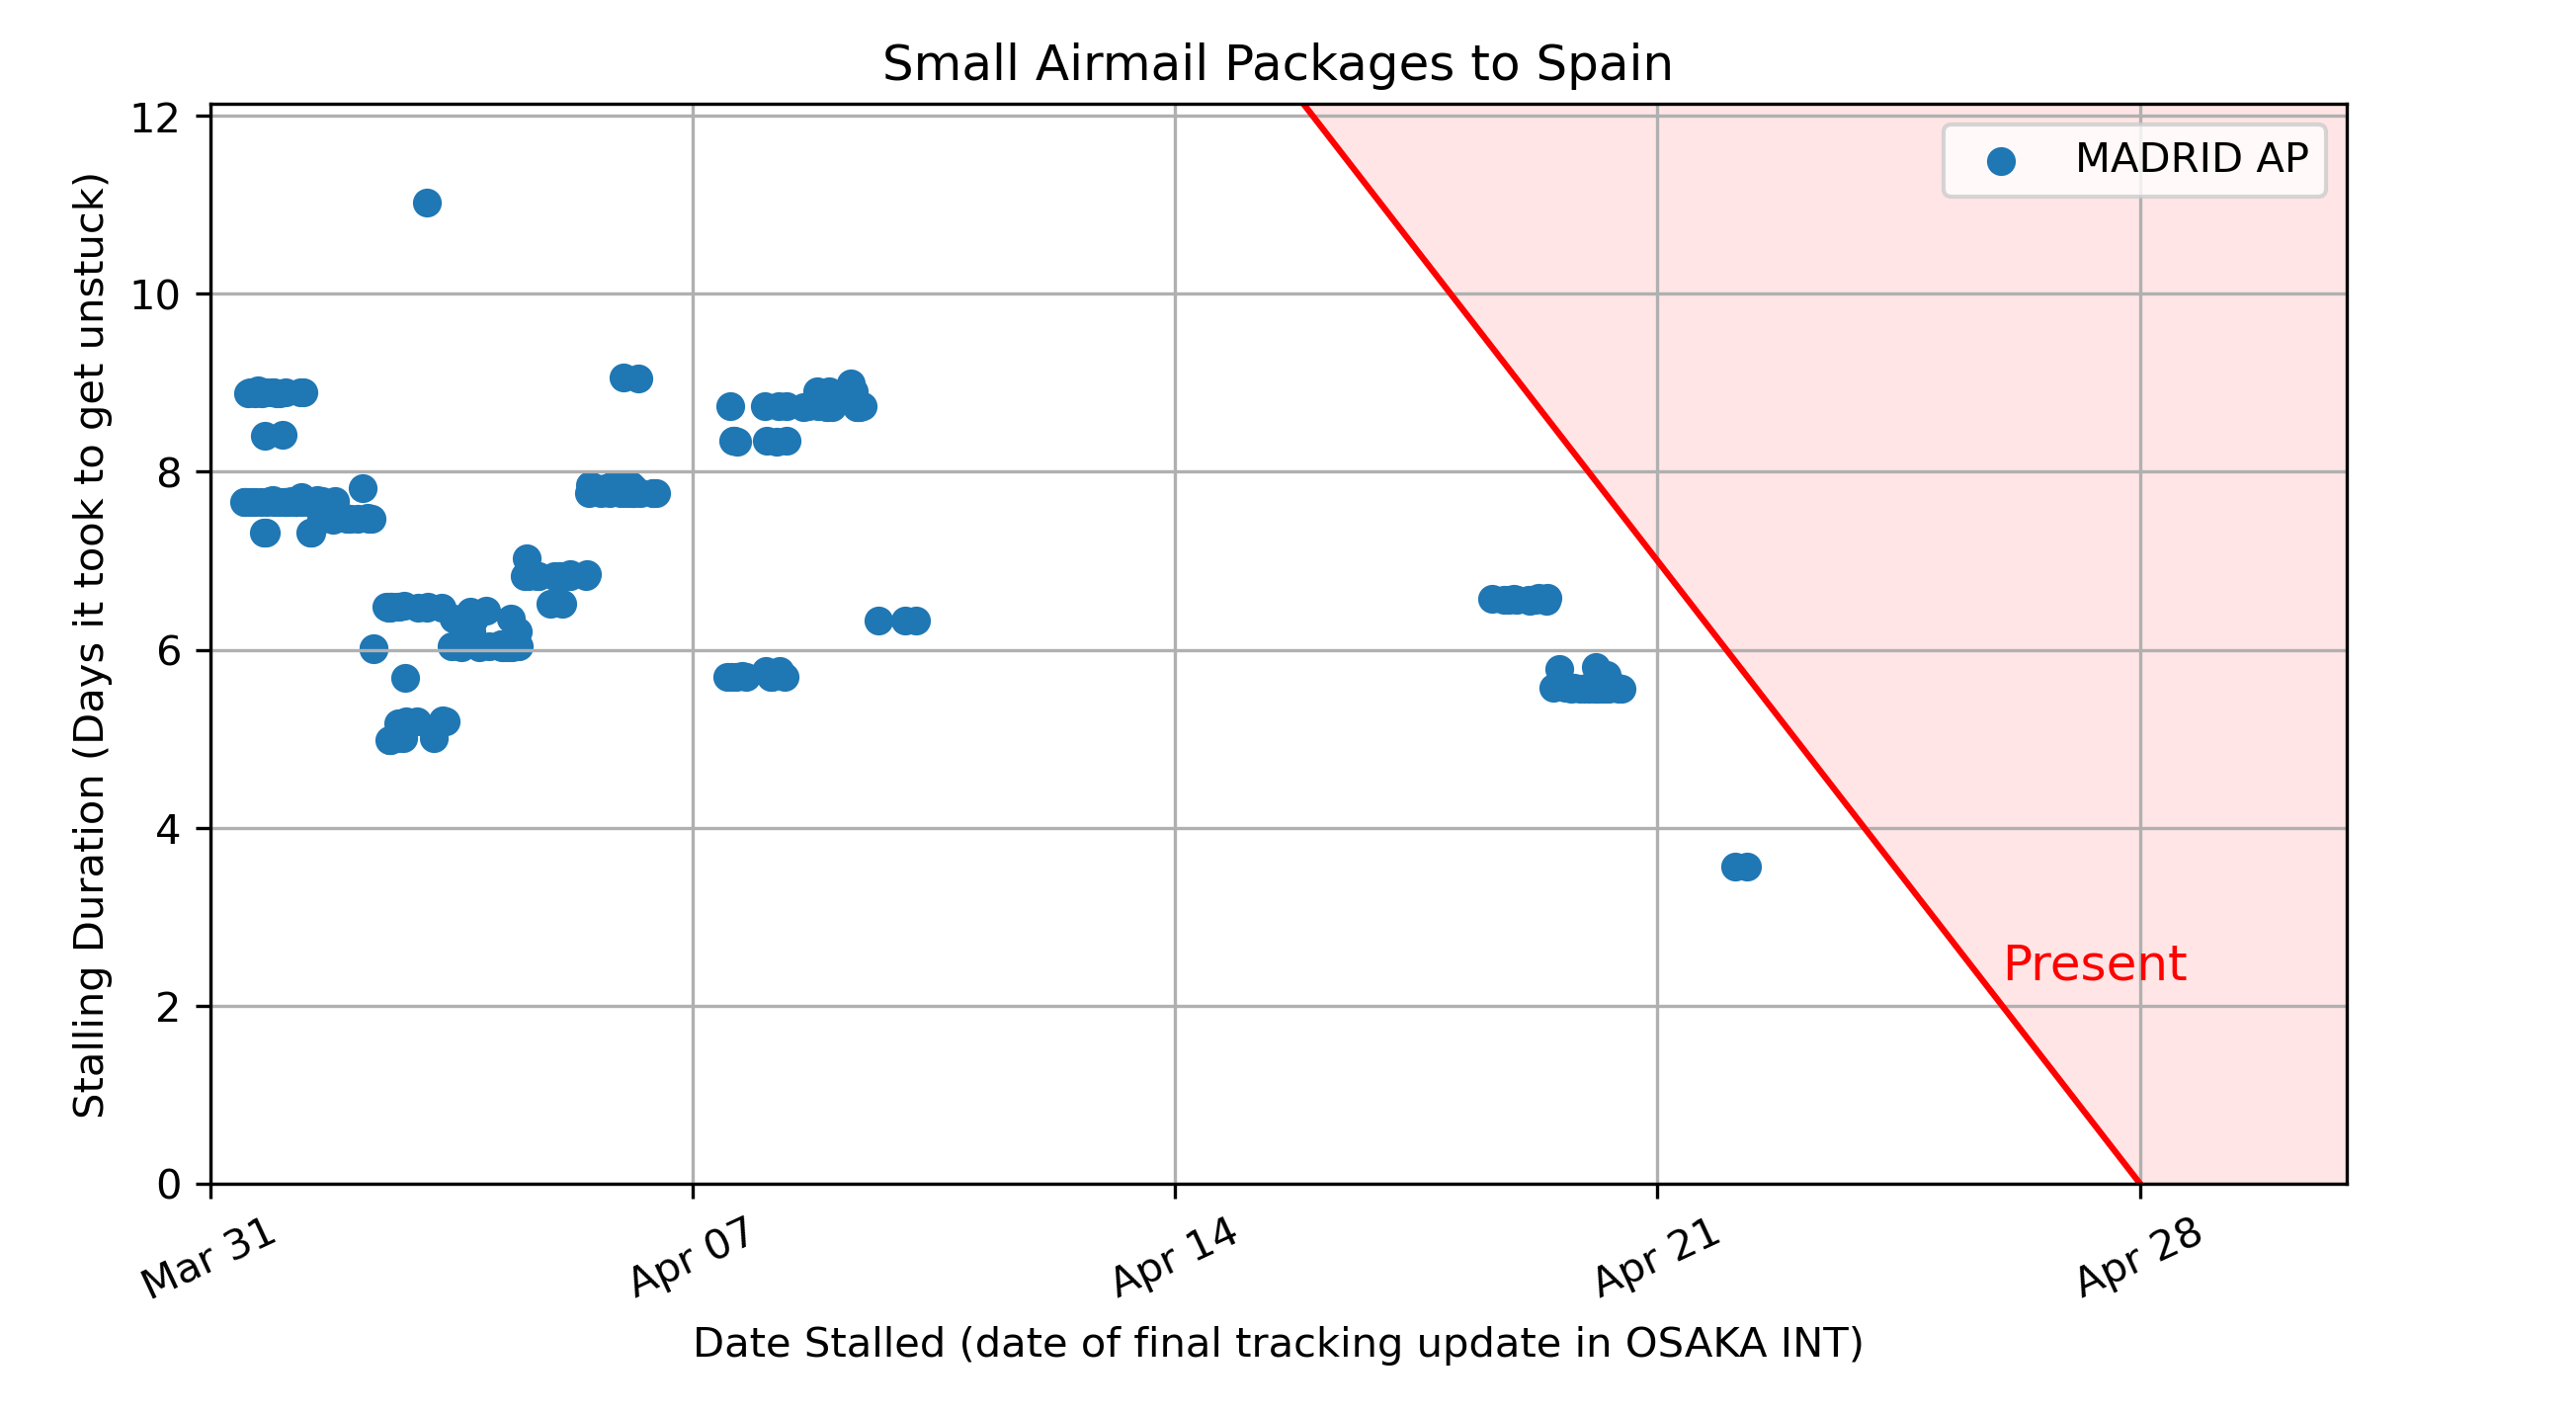 Small Airmail Packages to Spain
MADRID AP
Stalling Duration (Days it took to get unstuck)
12
10
8
6
4
2
0
Present
Mar 31
Apr 07
Apr 14
Apr 21
Apr 28
Date Stalled (date of final tracking update in OSAKA INT)